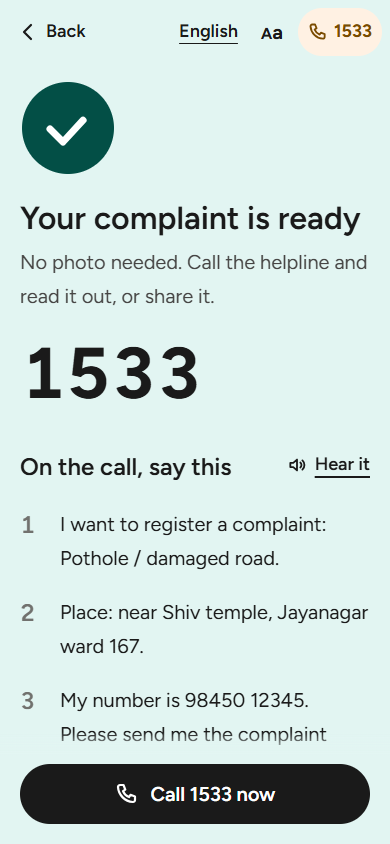 Back
English
Aa
1533
Your complaint is ready
No photo needed. Call the helpline and
read it out, or share it.
1533
On the call, say this
Hear it
1 I want to register a complaint:
Pothole / damaged road.
2 Place: near Shiv temple, Jayanagar
ward 167.
3 My number is 98450 12345.
Please send me the complaint
Call 1533 now